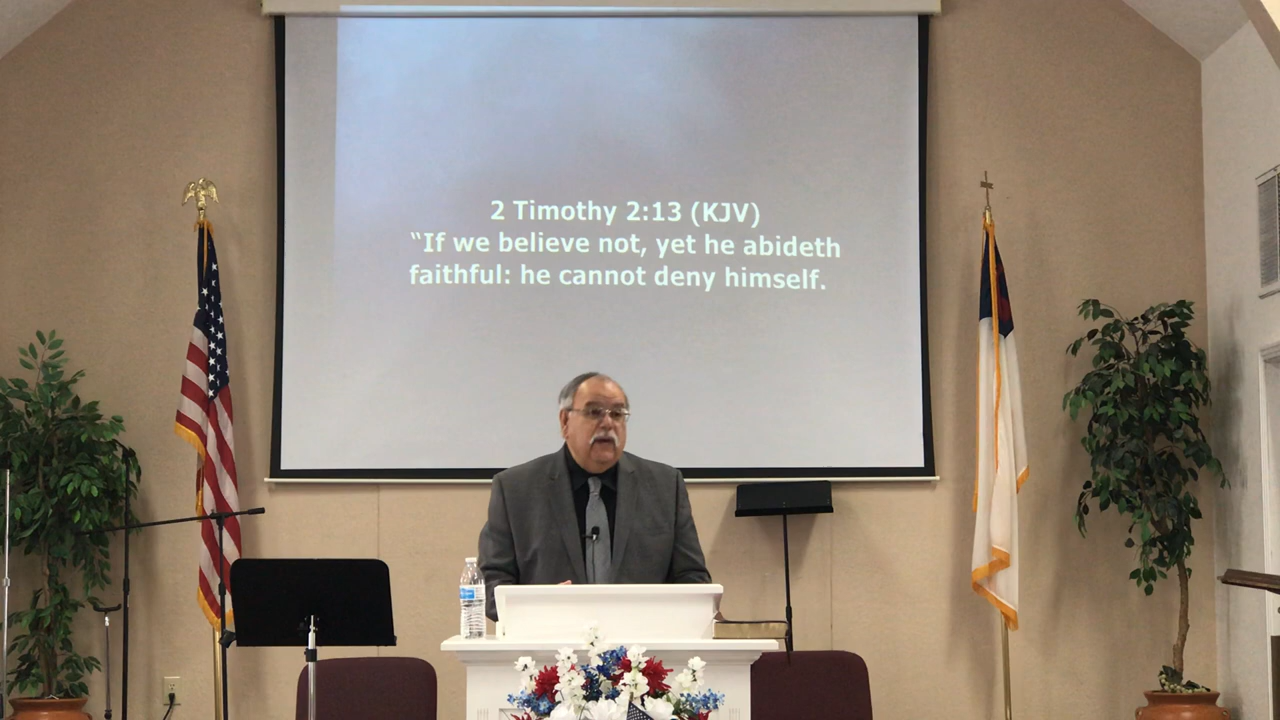 2 Timothy 2:13 (KJV)
“If we believe not, yet he abideth
faithful: he cannot deny himself.